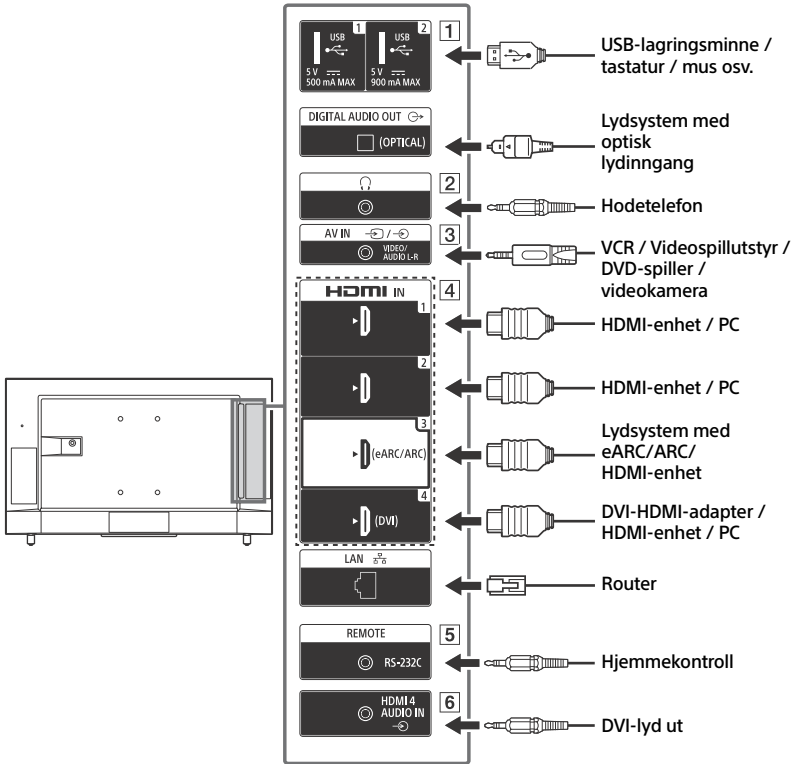 1 2 1
USB USB
5 V 5 V
500 mA MAX 900 mA MAX
USB-lagringsminne /
tastatur / mus osv.
DIGITAL AUDIO OUT
(OPTICAL)
Lydsystem med
optisk
lydinngang
2
Hodetelefon
AV IN / 3
VIDEO/
AUDIO L-R
VCR / Videospillutstyr /
DVD-spiller /
videokamera
HDMI IN 4
1
HDMI-enhet / PC
2
HDMI-enhet / PC
3
(eARC/ARC)
Lydsystem med
eARC/ARC/
HDMI-enhet
4
(DVI)
DVI-HDMI-adapter /
HDMI-enhet / PC
LAN
Router
REMOTE 5
RS-232C
Hjemmekontroll
HDMI 4 6
AUDIO IN
DVI-lyd ut